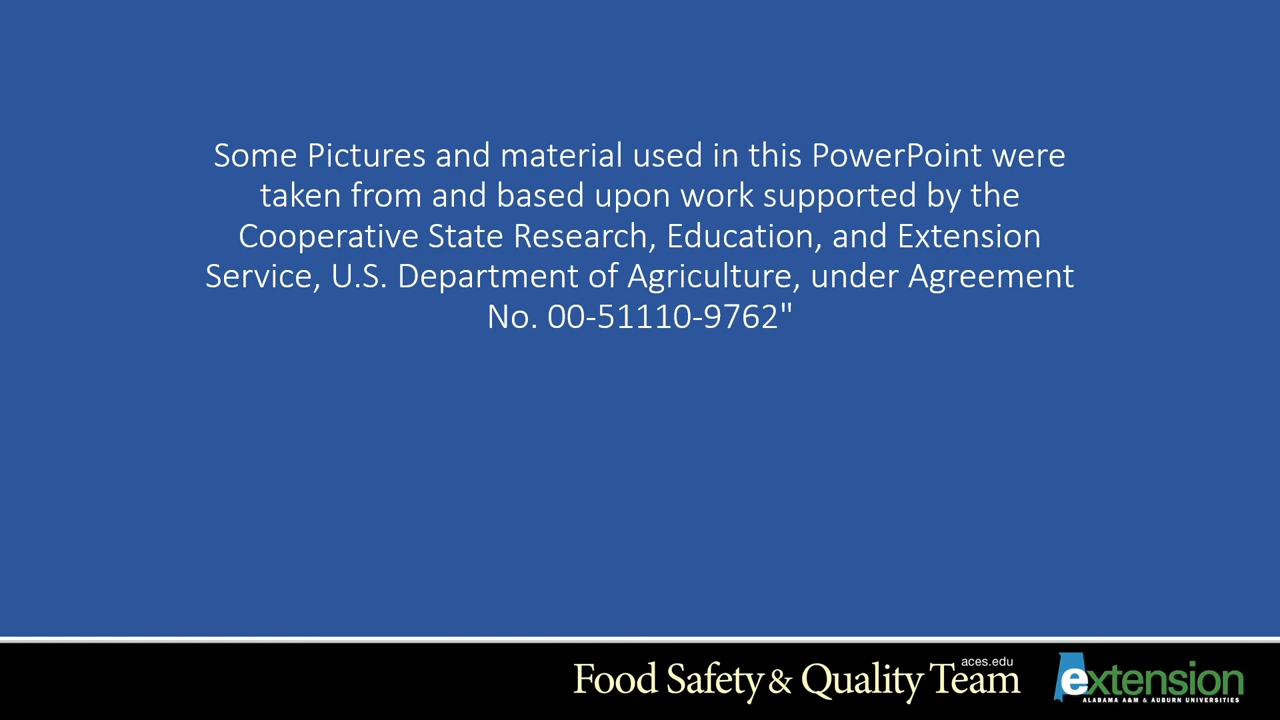 Some Pictures and material used in this PowerPoint were
taken from and based upon work supported by the
Cooperative State Research, Education, and Extension
Service, U.S. Department of Agriculture, under Agreement
No. 00-51110-9762"
aces.edu
Food Safety & Quality Team
extension
ALABAMA A&M & AUBURN UNIVERSITIES